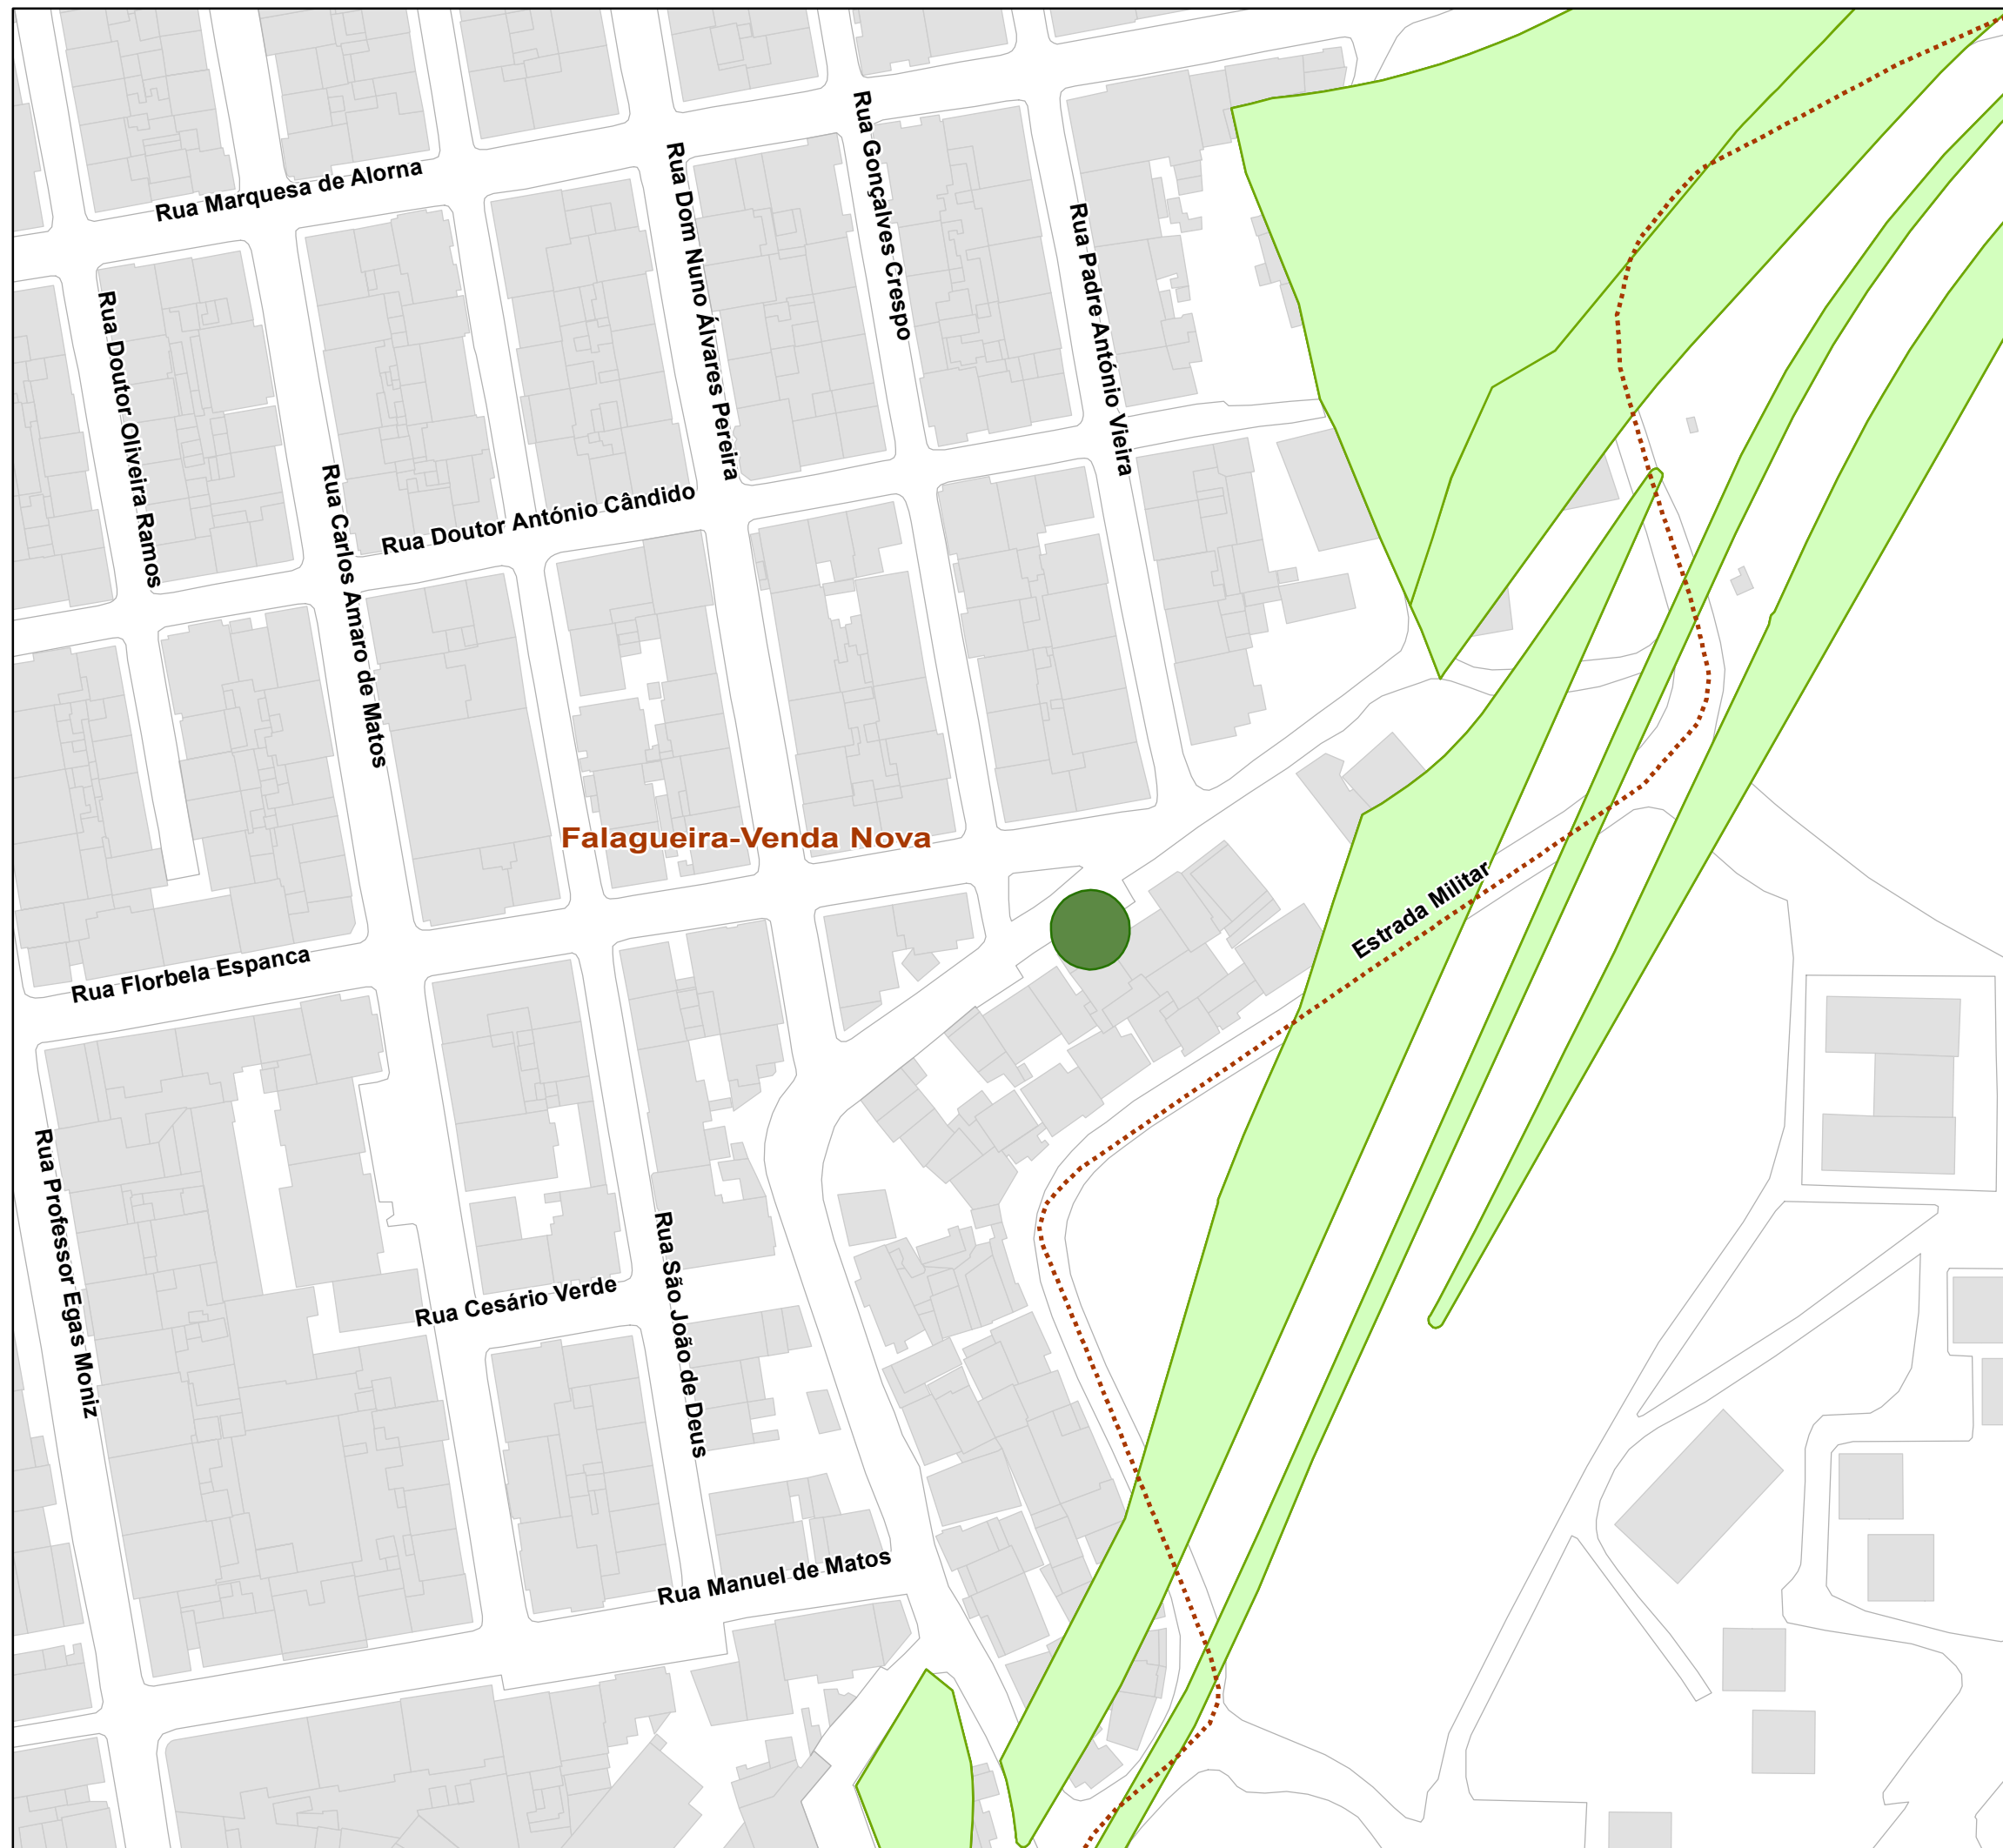 Rua Marquesa de Alorna
Rua Gonçalves Crespo
Rua Dom Nuno Álvares Pereira
Rua Padre António Vieira
Rua Doutor Oliveira Ramos
Rua Carlos Amaro de Matos
Rua Doutor António Cândido
Falagueira-Venda Nova
Estrada Militar
Rua Florbela Espanca
Rua Professor Egas Moniz
Rua São João de Deus
Rua Cesário Verde
Rua Manuel de Matos